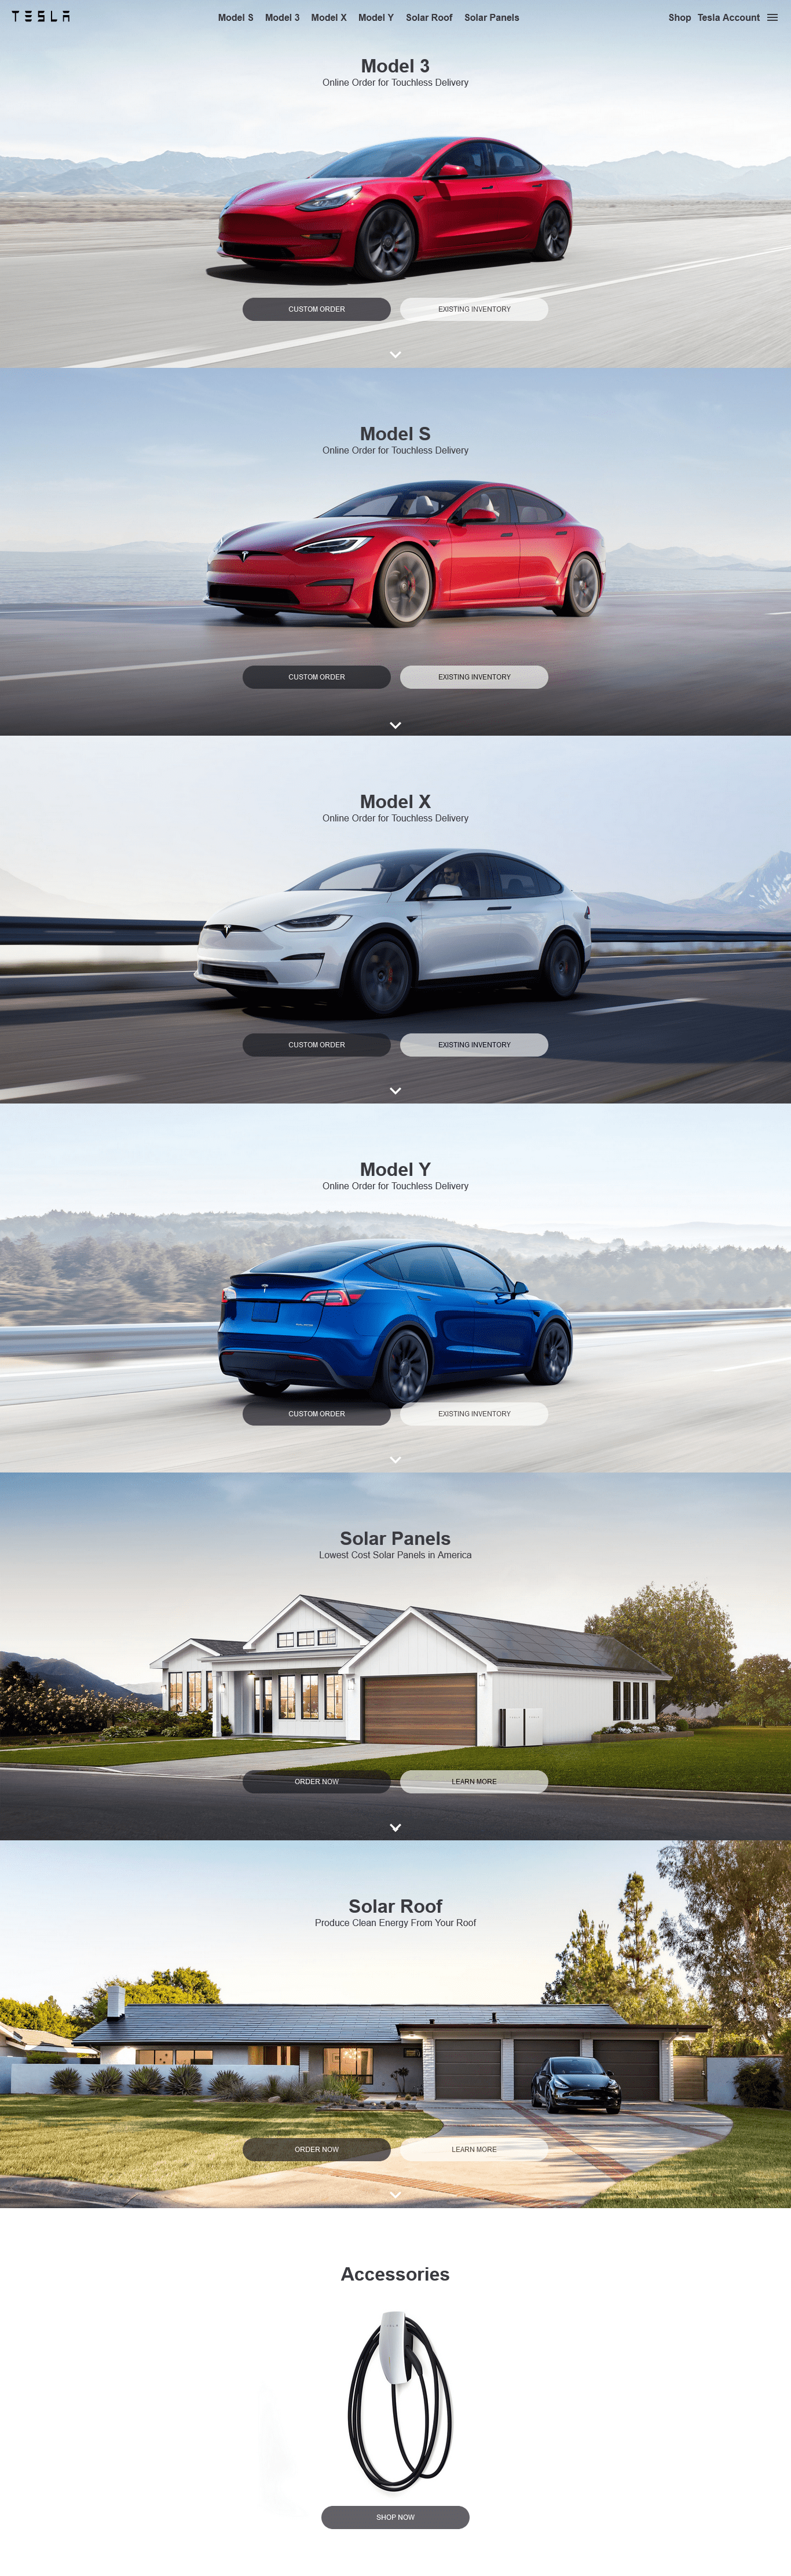 TESLA
Model S Model 3 Model X Model Y Solar Roof Solar Panels
Shop Tesla Account
Model 3
Online Order for Touchless Delivery
CUSTOM ORDER EXISTING INVENTORY
Model S
Online Order for Touchless Delivery
CUSTOM ORDER EXISTING INVENTORY
Model X
Online Order for Touchless Delivery
CUSTOM ORDER EXISTING INVENTORY
Model Y
Online Order for Touchless Delivery
CUSTOM ORDER EXISTING INVENTORY
Solar Panels
Lowest Cost Solar Panels in America
ORDER NOW LEARN MORE
Solar Roof
Produce Clean Energy From Your Roof
ORDER NOW LEARN MORE
Accessories
SHOP NOW